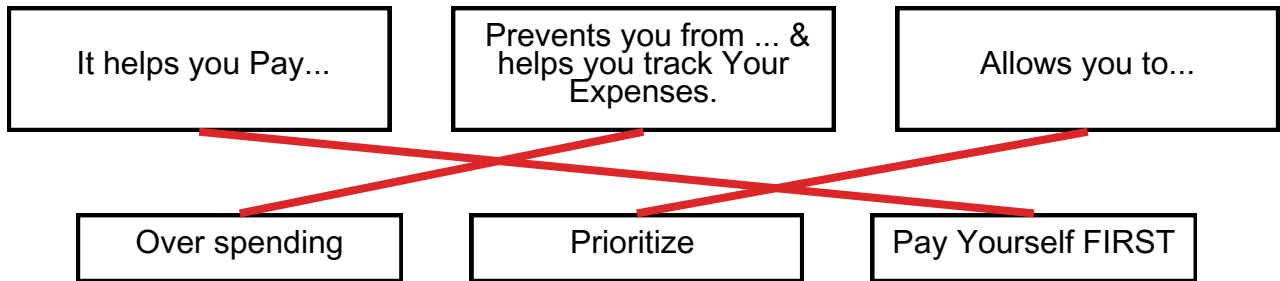 It helps you Pay...
Prevents you from ... &
helps you track Your
Expenses.
Allows you to...
Over spending
Prioritize
Pay Yourself FIRST